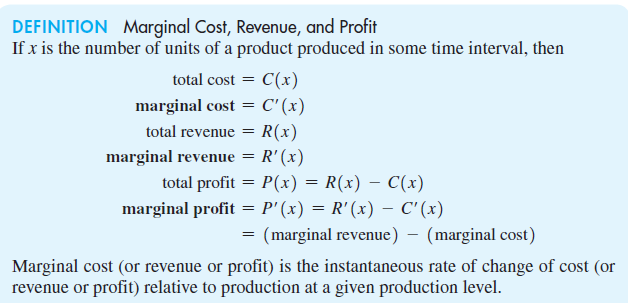 DEFINITION Marginal Cost, Revenue, and Profit
If x is the number of units of a product produced in some time interval, then
total cost = C(x)
marginal cost = C′(x)
total revenue = R(x)
marginal revenue = R′(x)
total profit = P(x) = R(x) − C(x)
marginal profit = P′(x) = R′(x) − C′(x)
= (marginal revenue) − (marginal cost)
Marginal cost (or revenue or profit) is the instantaneous rate of change of cost (or
revenue or profit) relative to production at a given production level.